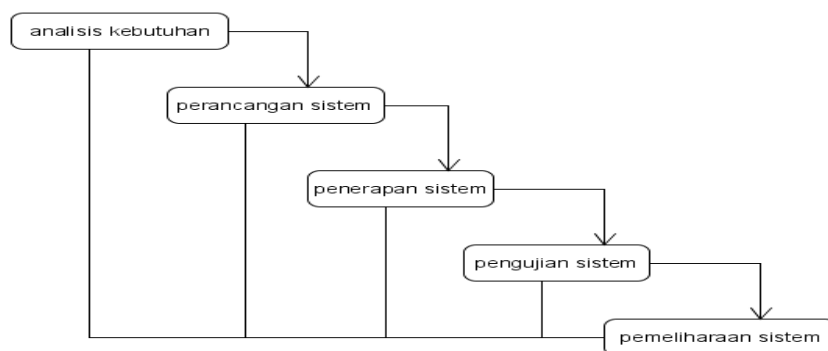 analisis kebutuhan
perancangan sistem
penerapan sistem
pengujian sistem
pemeliharaan sistem